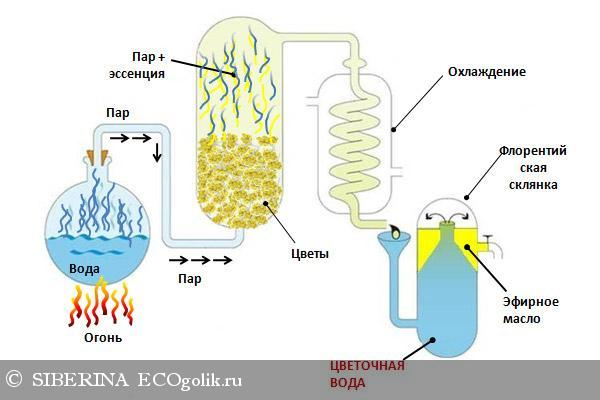 Пар +
эссенция
Охлаждение
Пар
Флорентий
ская
склянка
Цветы
Вода
Пар
Эфирное
масло
Огонь
ЦВЕТОЧНАЯ
ВОДА
© SIBERINA ECOgolik.ru